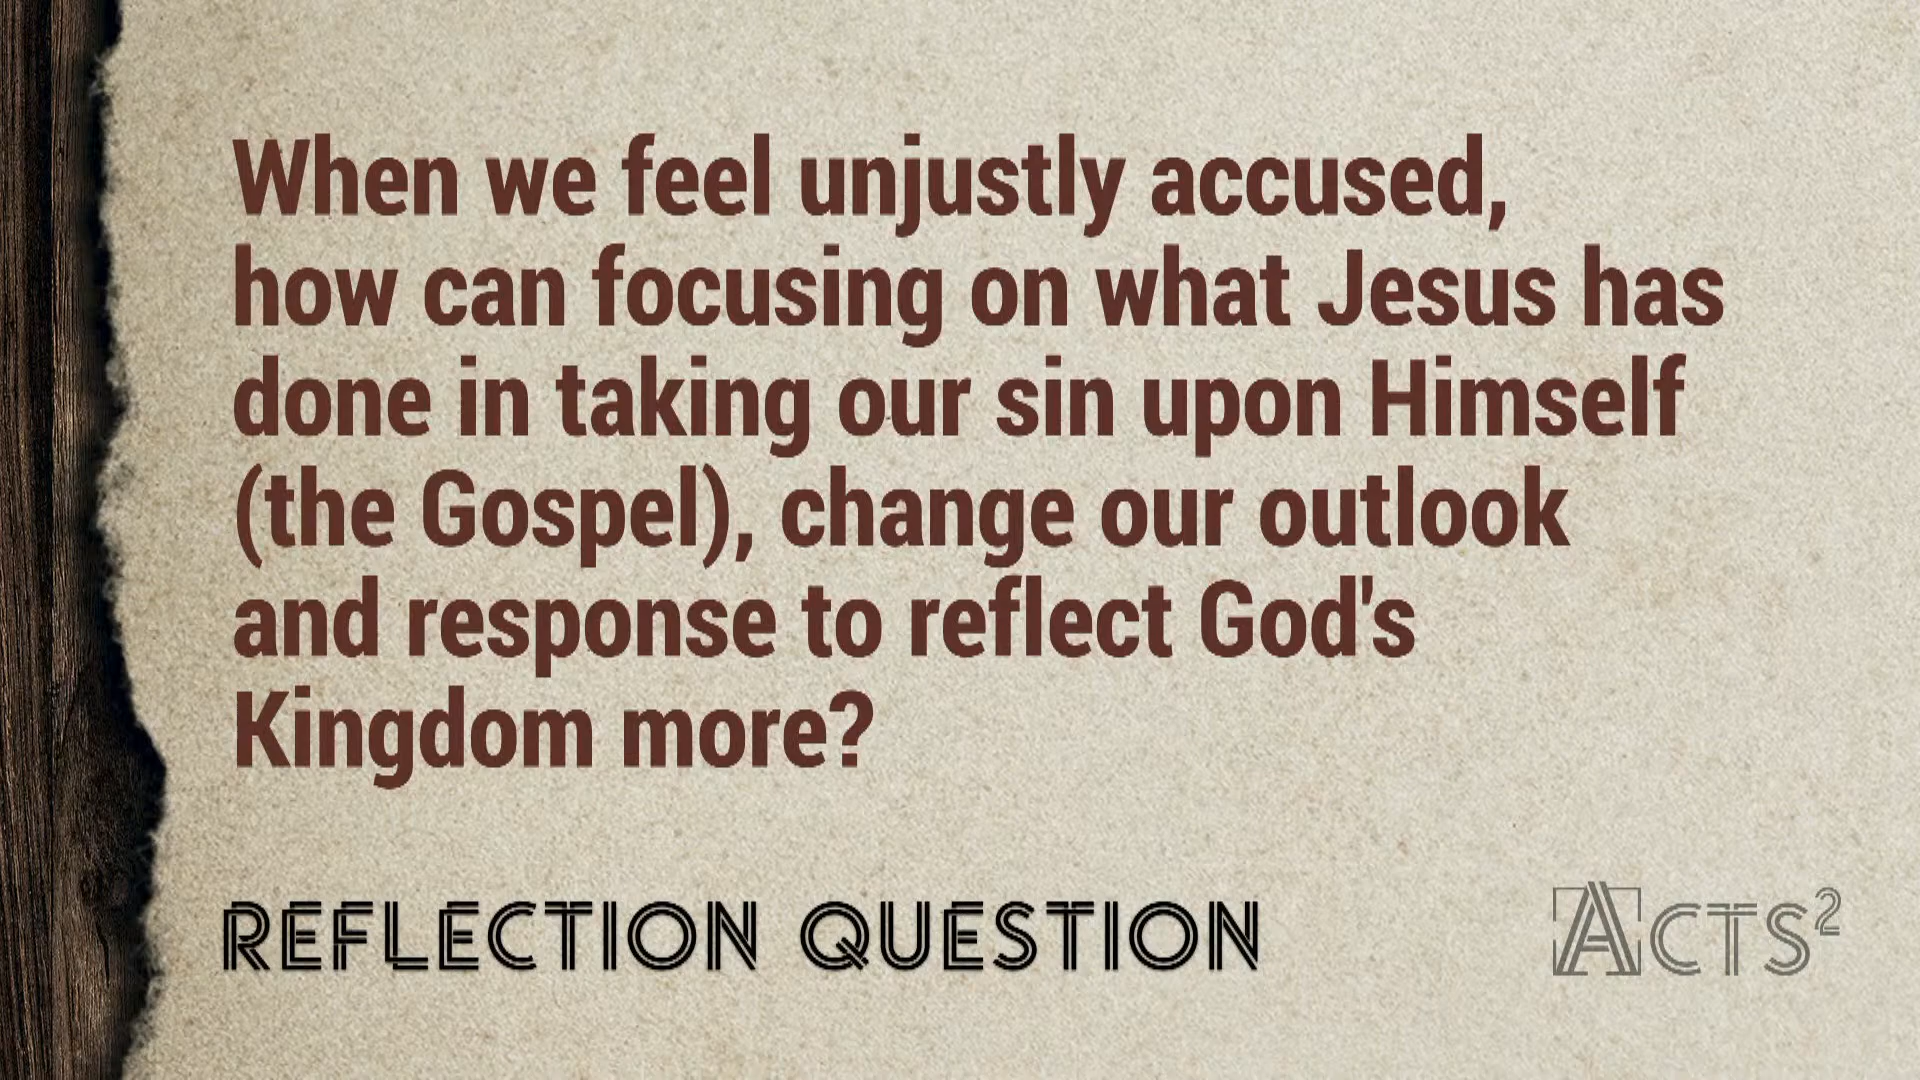 When we feel unjustly accused,
how can focusing on what Jesus has
done in taking our sin upon Himself
(the Gospel), change our outlook
and response to reflect God's
Kingdom more?
REFLECTION QUESTION
ACTS²